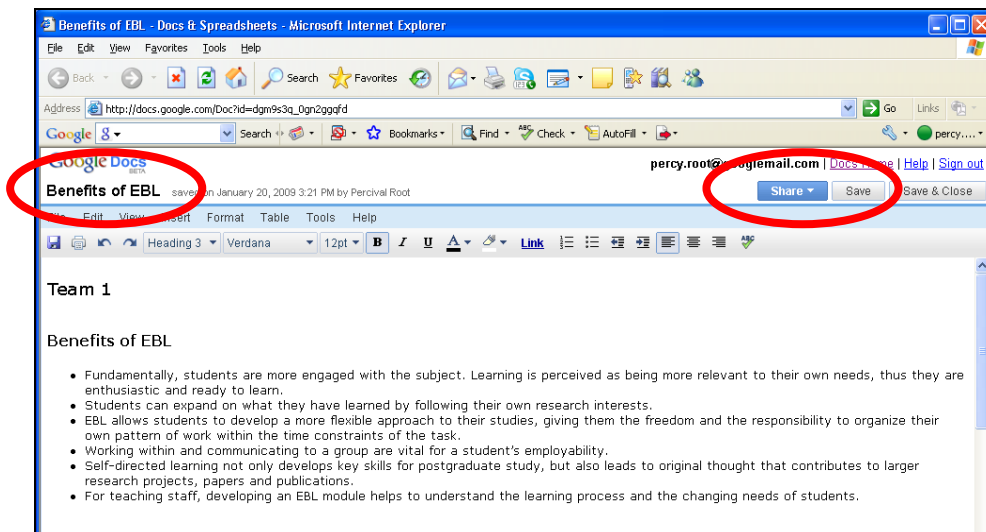 Benefits of EBL - Docs & Spreadsheets - Microsoft Internet Explorer
File Edit View Favorites Tools Help
Back Search Favorites
Address http://docs.google.com/Doc?id=dgm9s3q_0gn2ggqfd Go Links
Google Search Bookmarks Find Check AutoFill percy....
Google Docs percy.root@googlemail.com | Docs Home | Help | Sign out
BETA
Benefits of EBL saved on January 20, 2009 3:21 PM by Percival Root Share Save Save & Close
File Edit View Insert Format Table Tools Help
Heading 3 Verdana 12pt B I U A Link
Team 1
Benefits of EBL
• Fundamentally, students are more engaged with the subject. Learning is perceived as being more relevant to their own needs, thus they are
enthusiastic and ready to learn.
• Students can expand on what they have learned by following their own research interests.
• EBL allows students to develop a more flexible approach to their studies, giving them the freedom and the responsibility to organize their
own pattern of work within the time constraints of the task.
• Working within and communicating to a group are vital for a student's employability.
• Self-directed learning not only develops key skills for postgraduate study, but also leads to original thought that contributes to larger
research projects, papers and publications.
• For teaching staff, developing an EBL module helps to understand the learning process and the changing needs of students.